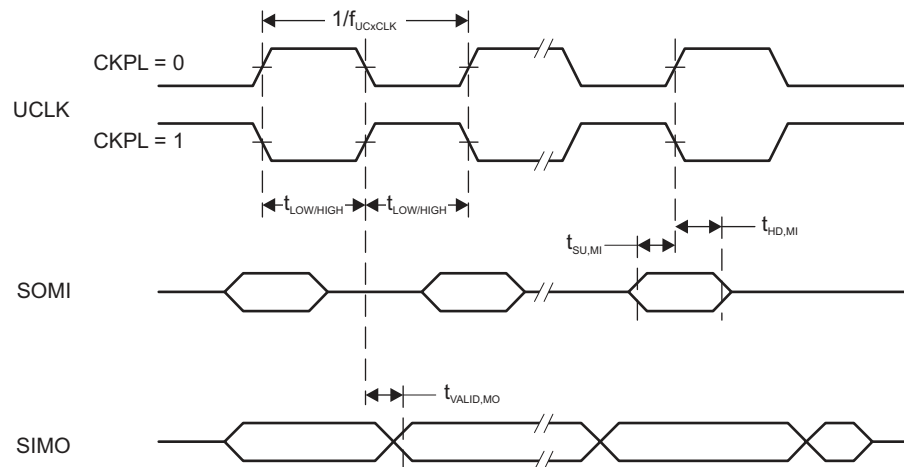 1/fUCxCLK
CKPL = 0
UCLK
CKPL = 1
tLOW/HIGH tLOW/HIGH
tHD,MI
tSU,MI
SOMI
tVALID,MO
SIMO